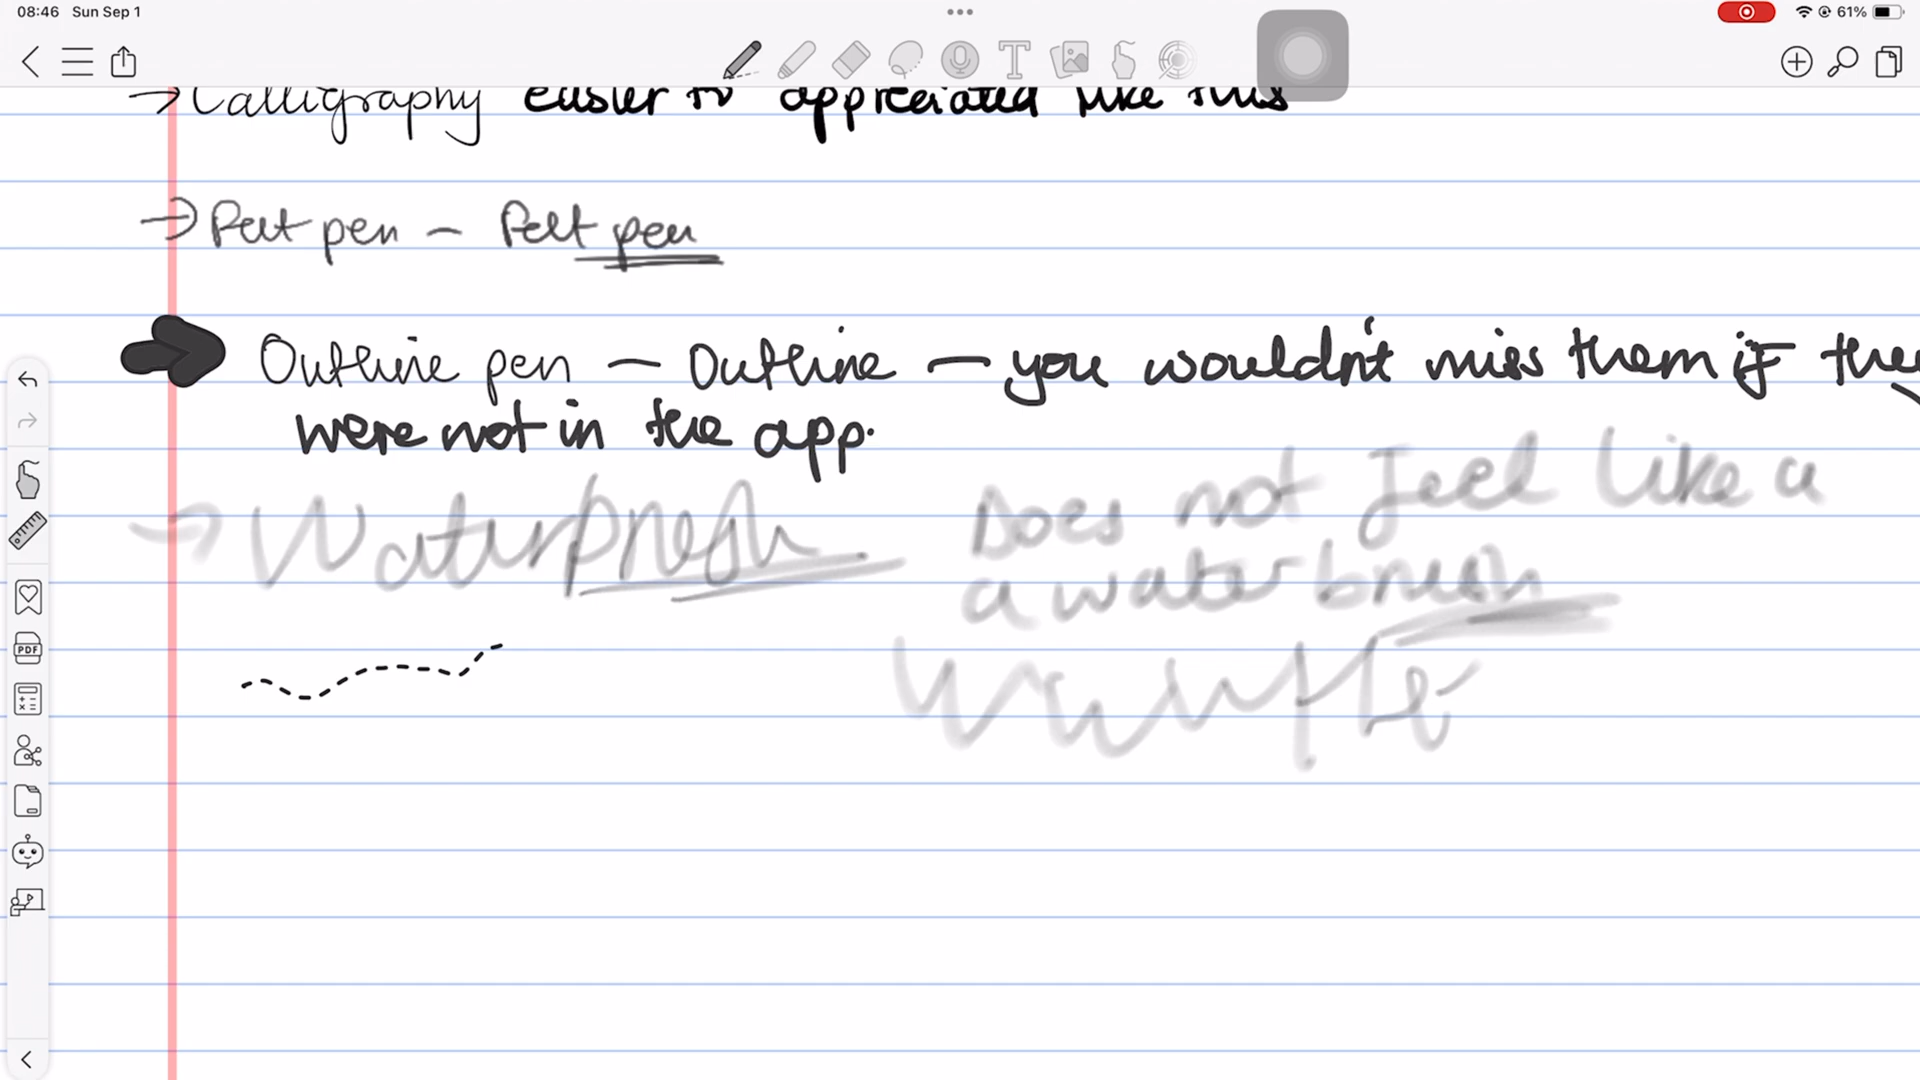 08:46 Sun Sep 1
61%
→ Calligraphy easier to appreciated like this
→ Felt pen – Felt pen
Outline pen – Outline – you wouldn't miss them if they
were not in the app.
→ Does not feel like a
a water brush
PDF